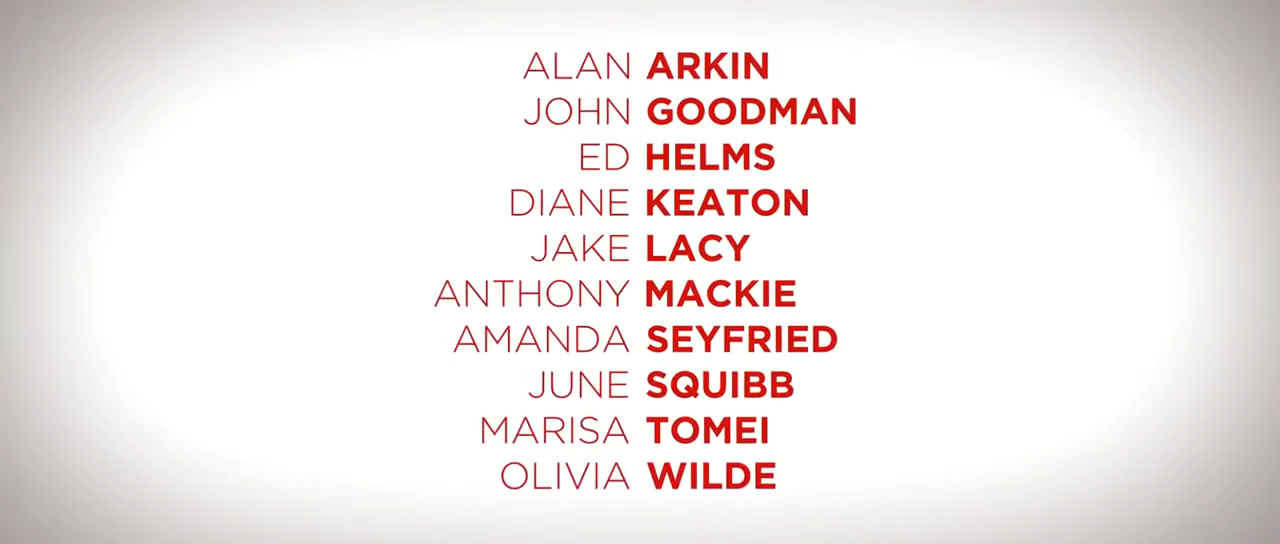 ALAN ARKIN
JOHN GOODMAN
ED HELMS
DIANE KEATON
JAKE LACY
ANTHONY MACKIE
AMANDA SEYFRIED
JUNE SQUIBB
MARISA TOMEI
OLIVIA WILDE